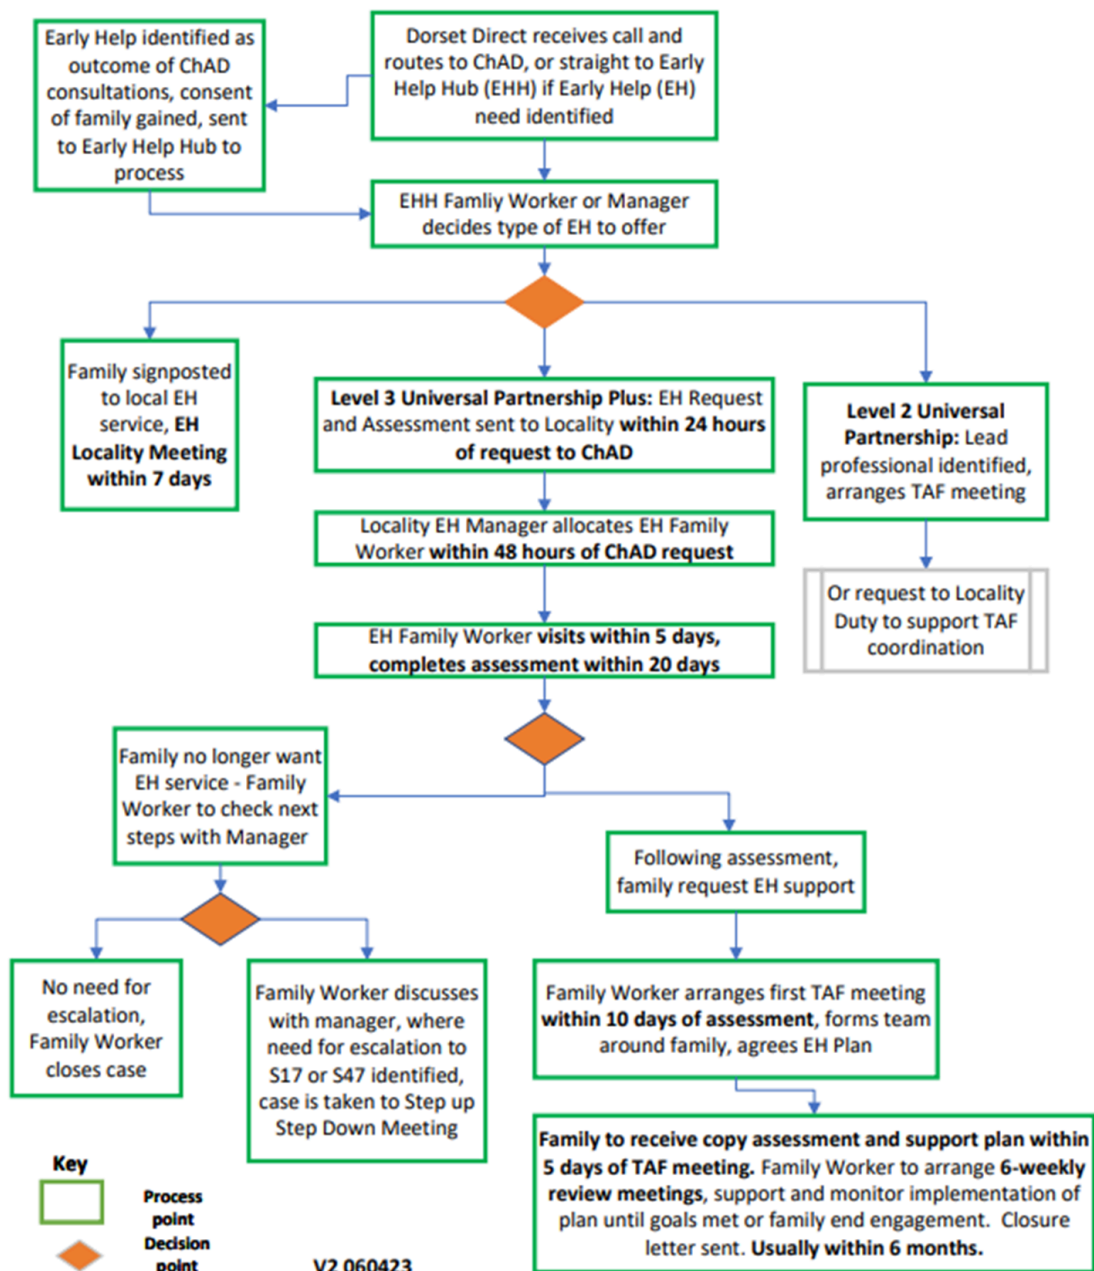 Early Help identified as
outcome of ChAD
consultations, consent
of family gained, sent
to Early Help Hub to
process
Dorset Direct receives call and
routes to ChAD, or straight to Early
Help Hub (EHH) if Early Help (EH)
need identified
EHH Famliy Worker or Manager
decides type of EH to offer
Family signposted
to local EH
service, EH
Locality Meeting
within 7 days
Level 3 Universal Partnership Plus: EH Request
and Assessment sent to Locality within 24 hours
of request to ChAD
Level 2 Universal
Partnership: Lead
professional identified,
arranges TAF meeting
Locality EH Manager allocates EH Family
Worker within 48 hours of ChAD request
Or request to Locality
Duty to support TAF
coordination
EH Family Worker visits within 5 days,
completes assessment within 20 days
Family no longer want
EH service - Family
Worker to check next
steps with Manager
Following assessment,
family request EH support
No need for
escalation,
Family Worker
closes case
Family Worker discusses
with manager, where
need for escalation to
S17 or S47 identified,
case is taken to Step up
Step Down Meeting
Family Worker arranges first TAF meeting
within 10 days of assessment, forms team
around family, agrees EH Plan
Family to receive copy assessment and support plan within
5 days of TAF meeting. Family Worker to arrange 6-weekly
review meetings, support and monitor implementation of
plan until goals met or family end engagement. Closure
letter sent. Usually within 6 months.
Key
Process
point
Decision
point
V2 060423